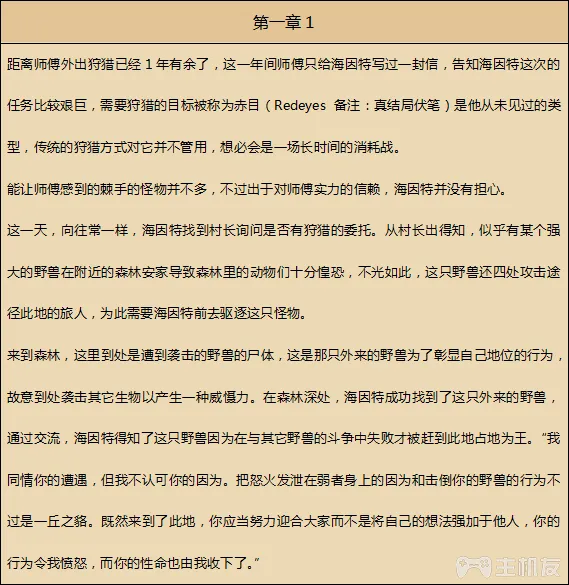 第一章 1
距离师傅外出狩猎已经 1 年有余了，这一年间师傅只给海因特写过一封信，告知海因特这次的
任务比较艰巨，需要狩猎的目标被称为赤目（Redeyes 备注：真结局伏笔）是他从未见过的类
型，传统的狩猎方式对它并不管用，想必会是一场长时间的消耗战。
能让师傅感到的棘手的怪物并不多，不过出于对师傅实力的信赖，海因特并没有担心。
这一天，向往常一样，海因特找到村长询问是否有狩猎的委托。从村长出得知，似乎有某个强
大的野兽在附近的森林安家导致森林里的动物们十分惶恐，不光如此，这只野兽还四处攻击途
径此地的旅人，为此需要海因特前去驱逐这只怪物。
来到森林，这里到处是遭到袭击的野兽的尸体，这是那只外来的野兽为了彰显自己地位的行为，
故意到处袭击其它生物以产生一种威慑力。在森林深处，海因特成功找到了这只外来的野兽，
通过交流，海因特得知了这只野兽因为在与其它野兽的斗争中失败才被赶到此地占地为王。“我
同情你的遭遇，但我不认可你的因为。把怒火发泄在弱者身上的因为和击倒你的野兽的行为不
过是一丘之貉。既然来到了此地，你应当努力迎合大家而不是将自己的想法强加于他人，你的
行为令我愤怒，而你的性命也由我收下了。”
主机友